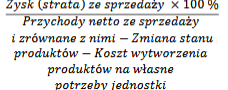 Zysk (strata) ze sprzedaży × 100 %
Przychody netto ze sprzedaży
i zrównane z nimi − Zmiana stanu
produktów − Koszt wytworzenia
produktów na własne
potrzeby jednostki